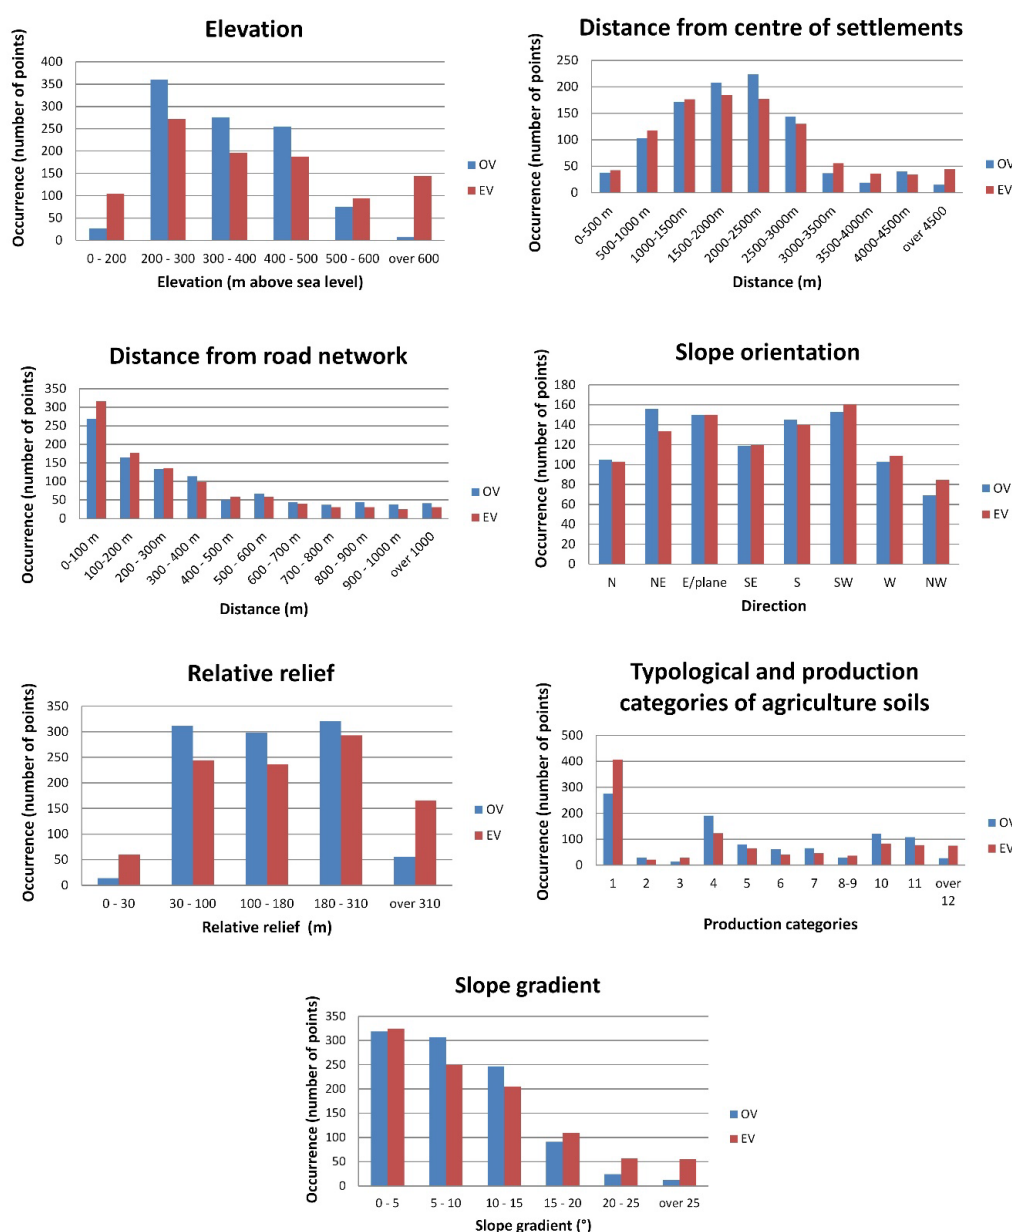 Elevation
Occurrence (number of points)
400
350
300
250
200
150
100
50
0
0 - 200 200 - 300 300 - 400 400 - 500 500 - 600 over 600
Elevation (m above sea level)
OV
EV
Distance from centre of settlements
Occurrence (number of points)
250
200
150
100
50
0
0-500 m 500-1000 m 1000-1500m 1500-2000m 2000-2500m 2500-3000m 3000-3500m 3500-4000m 4000-4500m over 4500
Distance (m)
OV
EV
Distance from road network
Occurrence (number of points)
350
300
250
200
150
100
50
0
0-100 m 100-200 m 200 - 300m 300 - 400 m 400 - 500 m 500 - 600 m 600 - 700 m 700 - 800 m 800 - 900 m 900 - 1000 m over 1000
Distance (m)
OV
EV
Slope orientation
Occurrence (number of points)
180
160
140
120
100
80
60
40
20
0
N NE E/plane SE S SW W NW
Direction
OV
EV
Relative relief
Occurrence (number of points)
350
300
250
200
150
100
50
0
0 - 30 30 - 100 100 - 180 180 - 310 over 310
Relative relief (m)
OV
EV
Typological and production
categories of agriculture soils
Occurrence (number of points)
500
400
300
200
100
0
1 2 3 4 5 6 7 8-9 10 11 over
12
Production categories
OV
EV
Slope gradient
Occurrence (number of points)
350
300
250
200
150
100
50
0
0 - 5 5 - 10 10 - 15 15 - 20 20 - 25 over 25
Slope gradient (°)
OV
EV